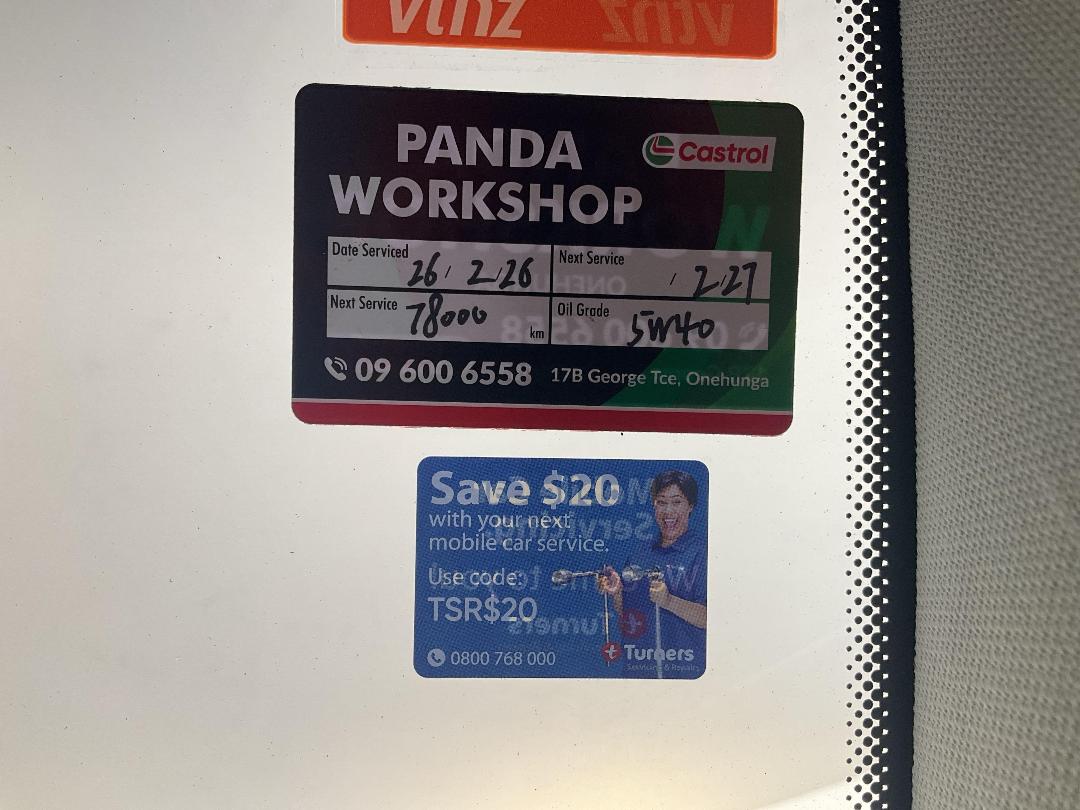 vtnz
PANDA
WORKSHOP
Castrol
Date Serviced 26, 2, 26
Next Service / 2.27
Next Service 78000 km
Oil Grade 5W40
09 600 6558 17B George Tce, Onehunga
Save $20
with your next
mobile car service.
Use code:
TSR$20
0800 768 000
Turners
Servicing & Repairs